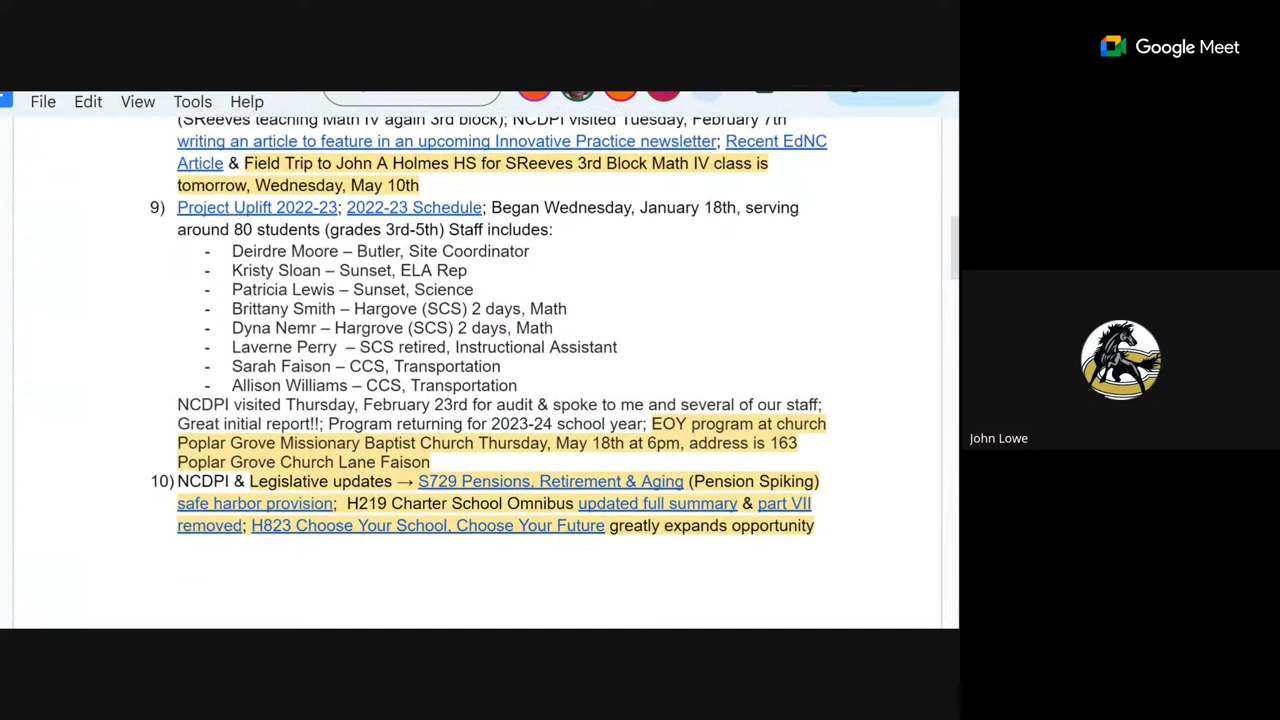 Google Meet
File Edit View Tools Help
(SReeves teaching Math IV again 3rd block); NCDPI visited Tuesday, February 7th
writing an article to feature in an upcoming Innovative Practice newsletter; Recent EdNC
Article & Field Trip to John A Holmes HS for SReeves 3rd Block Math IV class is
tomorrow, Wednesday, May 10th
9) Project Uplift 2022-23; 2022-23 Schedule; Began Wednesday, January 18th, serving
around 80 students (grades 3rd-5th) Staff includes:
- Deirdre Moore – Butler, Site Coordinator
- Kristy Sloan – Sunset, ELA Rep
- Patricia Lewis – Sunset, Science
- Brittany Smith – Hargove (SCS) 2 days, Math
- Dyna Nemr – Hargrove (SCS) 2 days, Math
- Laverne Perry – SCS retired, Instructional Assistant
- Sarah Faison – CCS, Transportation
- Allison Williams – CCS, Transportation
NCDPI visited Thursday, February 23rd for audit & spoke to me and several of our staff;
Great initial report!!; Program returning for 2023-24 school year; EOY program at church
Poplar Grove Missionary Baptist Church Thursday, May 18th at 6pm, address is 163
Poplar Grove Church Lane Faison
10) NCDPI & Legislative updates → S729 Pensions, Retirement & Aging (Pension Spiking)
safe harbor provision; H219 Charter School Omnibus updated full summary & part VII
removed; H823 Choose Your School, Choose Your Future greatly expands opportunity
John Lowe